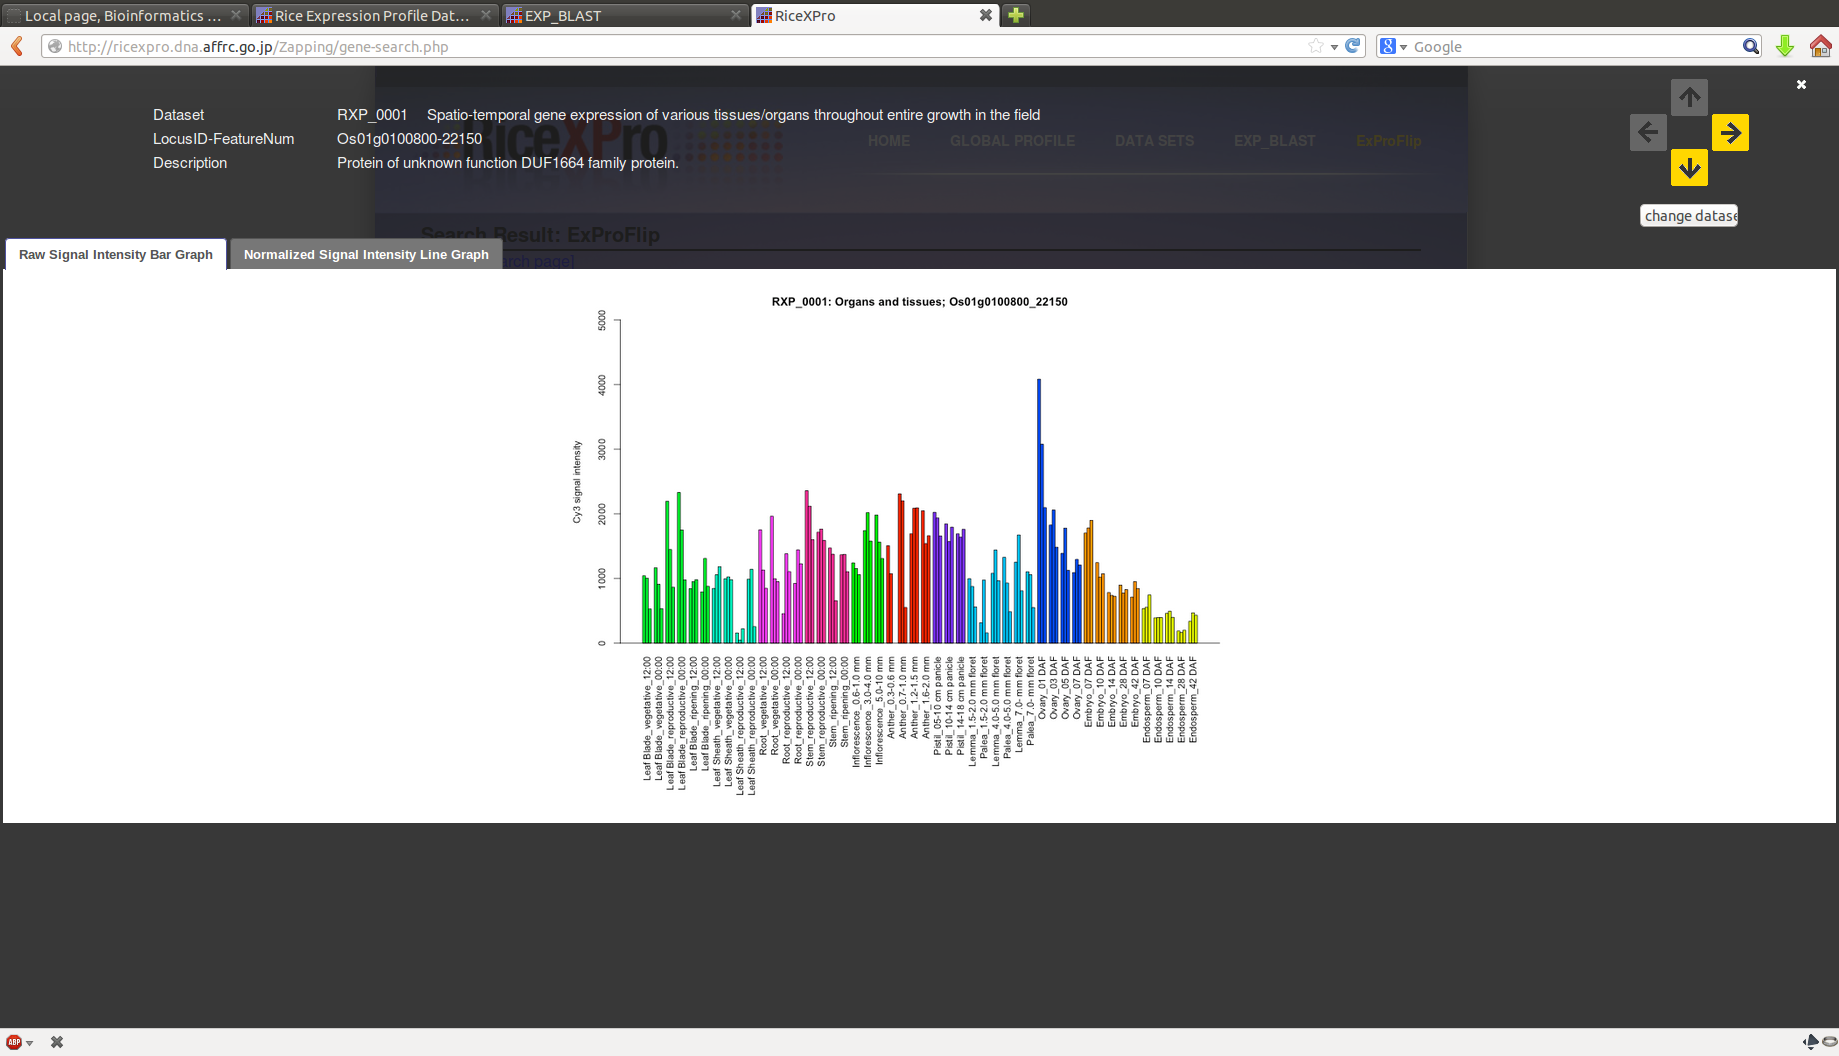 Local page, Bioinformatics ...
Rice Expression Profile Dat...
EXP_BLAST
RiceXPro
http://ricexpro.dna.affrc.go.jp/Zapping/gene-search.php
8
Google
Dataset RXP_0001 Spatio-temporal gene expression of various tissues/organs throughout entire growth in the field
LocusID-FeatureNum Os01g0100800-22150
Description Protein of unknown function DUF1664 family protein.
RiceXPro
HOME GLOBAL PROFILE DATA SETS EXP_BLAST ExProFlip
change datase
Search Result: ExProFlip
rch page]
Raw Signal Intensity Bar Graph
Normalized Signal Intensity Line Graph
RXP_0001: Organs and tissues; Os01g0100800_22150
Cy3 signal intensity
5000
4000
3000
2000
1000
0
Leaf Blade_vegetative_12:00
Leaf Blade_vegetative_00:00
Leaf Blade_reproductive_12:00
Leaf Blade_reproductive_00:00
Leaf Blade_ripening_12:00
Leaf Blade_ripening_00:00
Leaf Sheath_vegetative_12:00
Leaf Sheath_vegetative_00:00
Leaf Sheath_reproductive_12:00
Leaf Sheath_reproductive_00:00
Root_vegetative_12:00
Root_vegetative_00:00
Root_reproductive_12:00
Root_reproductive_00:00
Stem_reproductive_12:00
Stem_reproductive_00:00
Stem_ripening_12:00
Stem_ripening_00:00
Inflorescence_0.6-1.0 mm
Inflorescence_3.0-4.0 mm
Inflorescence_5.0-10 mm
Anther_0.3-0.6 mm
Anther_0.7-1.0 mm
Anther_1.2-1.5 mm
Anther_1.6-2.0 mm
Pistil_05-10 cm panicle
Pistil_10-14 cm panicle
Pistil_14-18 cm panicle
Lemma_1.5-2.0 mm floret
Palea_1.5-2.0 mm floret
Lemma_4.0-5.0 mm floret
Palea_4.0-5.0 mm floret
Lemma_7.0- mm floret
Palea_7.0- mm floret
Ovary_01 DAF
Ovary_03 DAF
Ovary_05 DAF
Ovary_07 DAF
Embryo_07 DAF
Embryo_10 DAF
Embryo_14 DAF
Embryo_28 DAF
Embryo_42 DAF
Endosperm_07 DAF
Endosperm_10 DAF
Endosperm_14 DAF
Endosperm_28 DAF
Endosperm_42 DAF
ABP